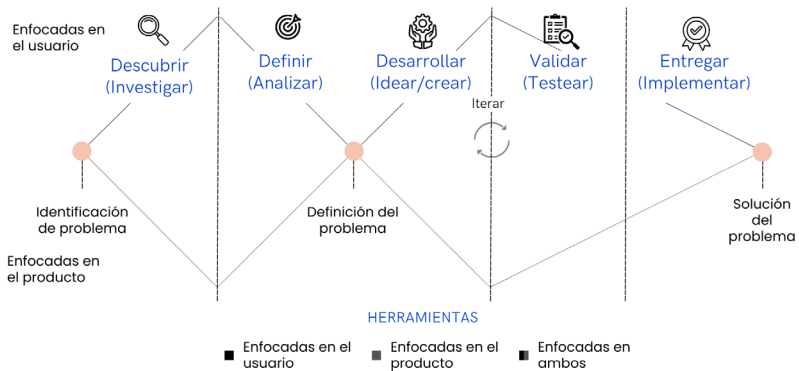 Enfocadas en
el usuario
Descubrir
(Investigar)
Definir
(Analizar)
Desarrollar
(Idear/crear)
Validar
(Testear)
Entregar
(Implementar)
Iterar
Identificación
de problema
Definición del
problema
Solución
del
problema
Enfocadas en
el producto
HERRAMIENTAS
Enfocadas en el
usuario
Enfocadas en el
producto
Enfocadas en
ambos